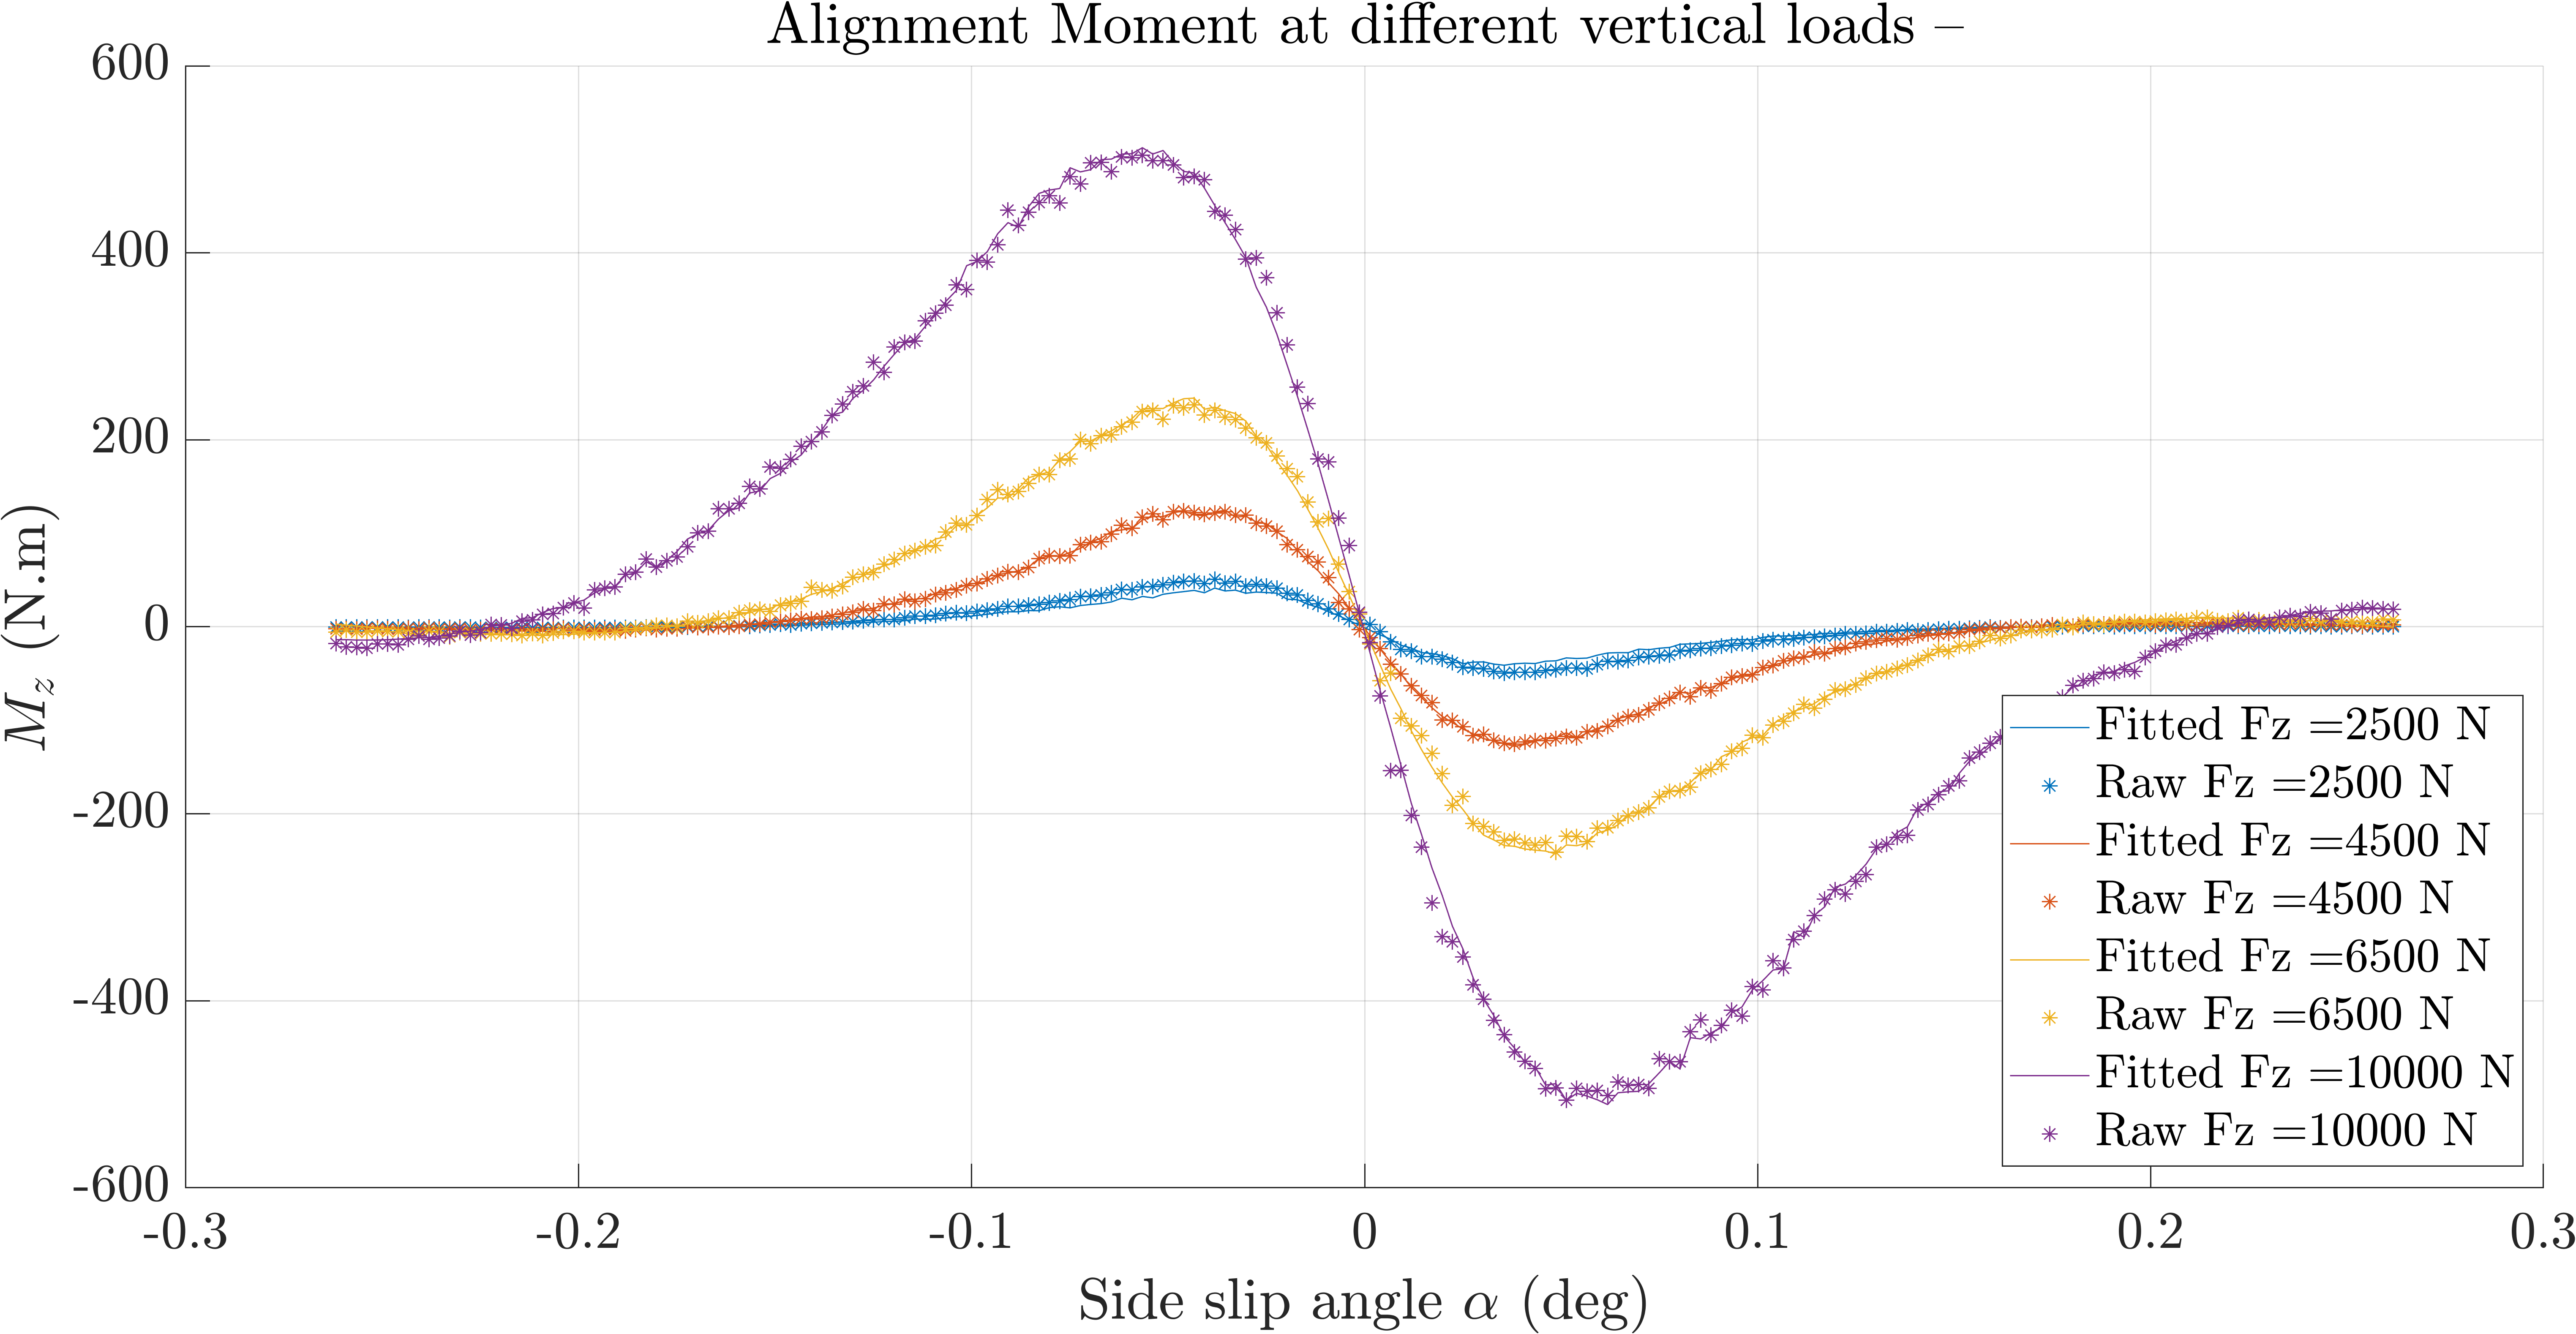 Alignment Moment at different vertical loads –
600
400
200
0
-200
-400
-600
M_z (N.m)
-0.3 -0.2 -0.1 0 0.1 0.2 0.3
Side slip angle α (deg)
Fitted Fz =2500 N
Raw Fz =2500 N
Fitted Fz =4500 N
Raw Fz =4500 N
Fitted Fz =6500 N
Raw Fz =6500 N
Fitted Fz =10000 N
Raw Fz =10000 N